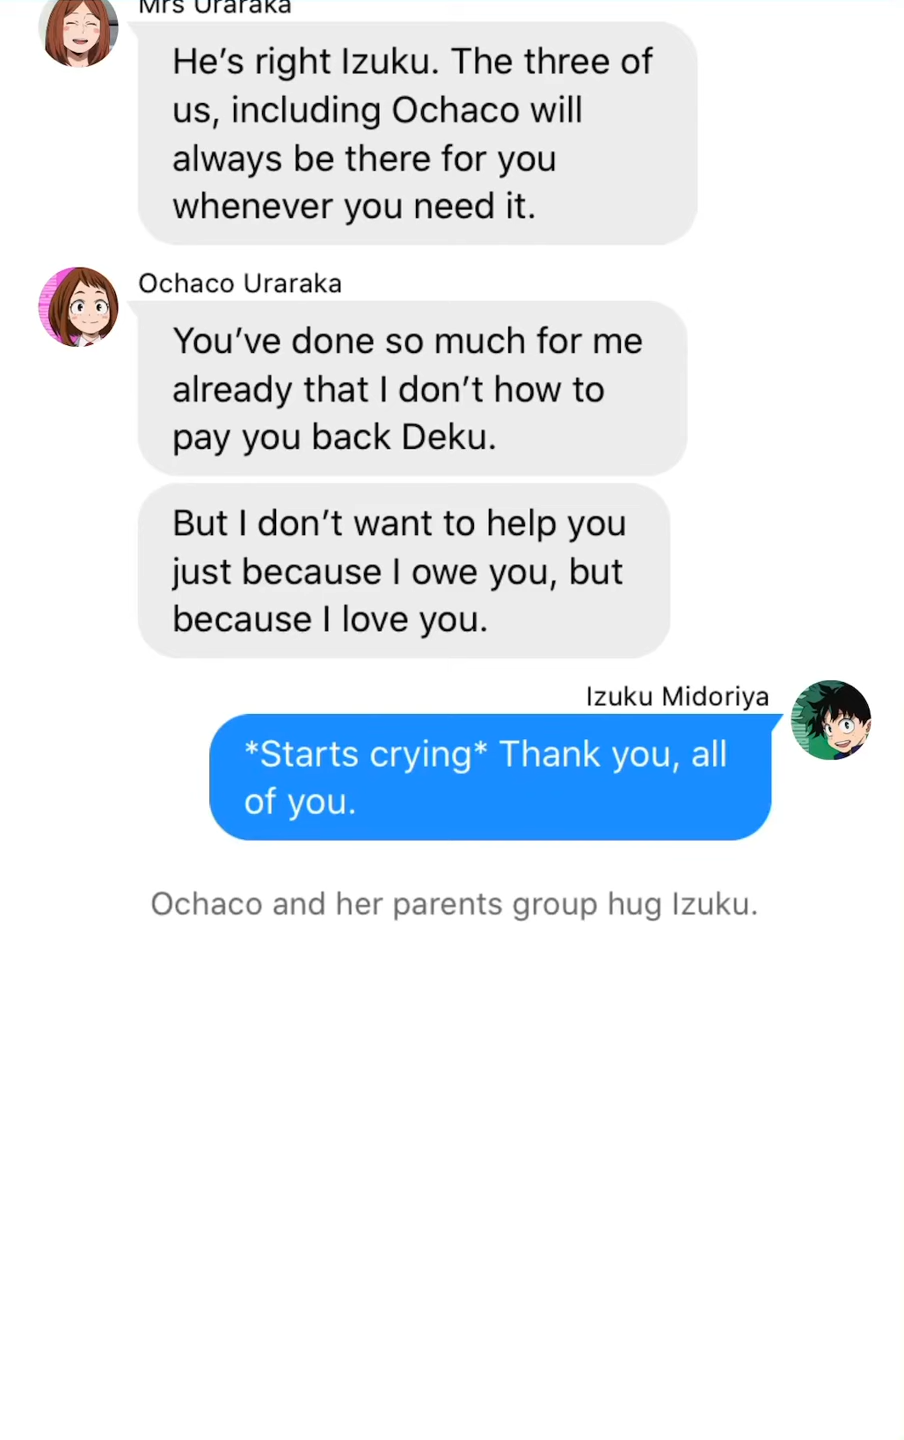 Mrs Uraraka
He's right Izuku. The three of
us, including Ochaco will
always be there for you
whenever you need it.
Ochaco Uraraka
You've done so much for me
already that I don't how to
pay you back Deku.
But I don't want to help you
just because I owe you, but
because I love you.
Izuku Midoriya
*Starts crying* Thank you, all
of you.
Ochaco and her parents group hug Izuku.